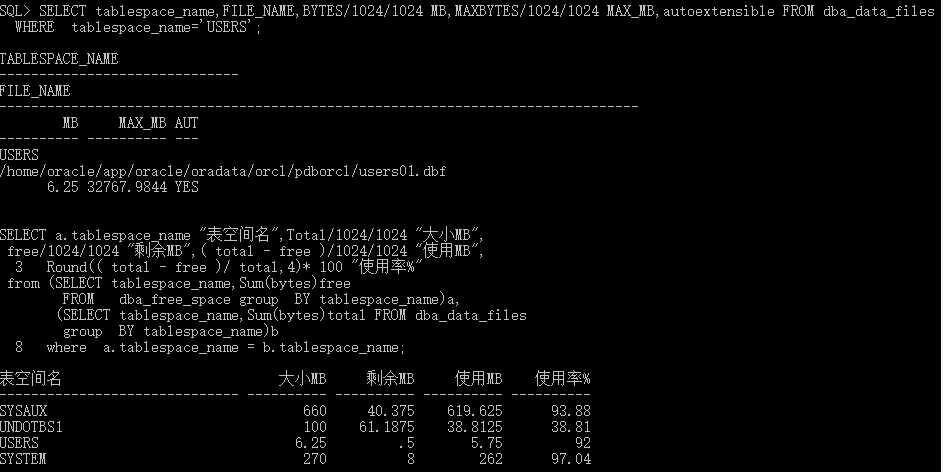 SQL> SELECT tablespace_name,FILE_NAME,BYTES/1024/1024 MB,MAXBYTES/1024/1024 MAX_MB,autoextensible FROM dba_data_files
  WHERE  tablespace_name='USERS';
TABLESPACE_NAME
------------------------------
FILE_NAME
--------------------------------------------------------------------------------
        MB     MAX_MB AUT
---------- ---------- ---
USERS
/home/oracle/app/oracle/oradata/orcl/pdborcl/users01.dbf
      6.25 32767.9844 YES
SELECT a.tablespace_name "表空间名",Total/1024/1024 "大小MB",
 free/1024/1024 "剩余MB",( total - free )/1024/1024 "使用MB",
  3   Round(( total - free )/ total,4)* 100 "使用率%"
 from (SELECT tablespace_name,Sum(bytes)free
        FROM   dba_free_space group  BY tablespace_name)a,
       (SELECT tablespace_name,Sum(bytes)total FROM dba_data_files
        group  BY tablespace_name)b
  8   where  a.tablespace_name = b.tablespace_name;
表空间名                           大小MB     剩余MB     使用MB    使用率%
------------------------------ ---------- ---------- ---------- ----------
SYSAUX                                660     40.375    619.625      93.88
UNDOTBS1                              100    61.1875    38.8125      38.81
USERS                                6.25         .5       5.75         92
SYSTEM                                270          8        262      97.04